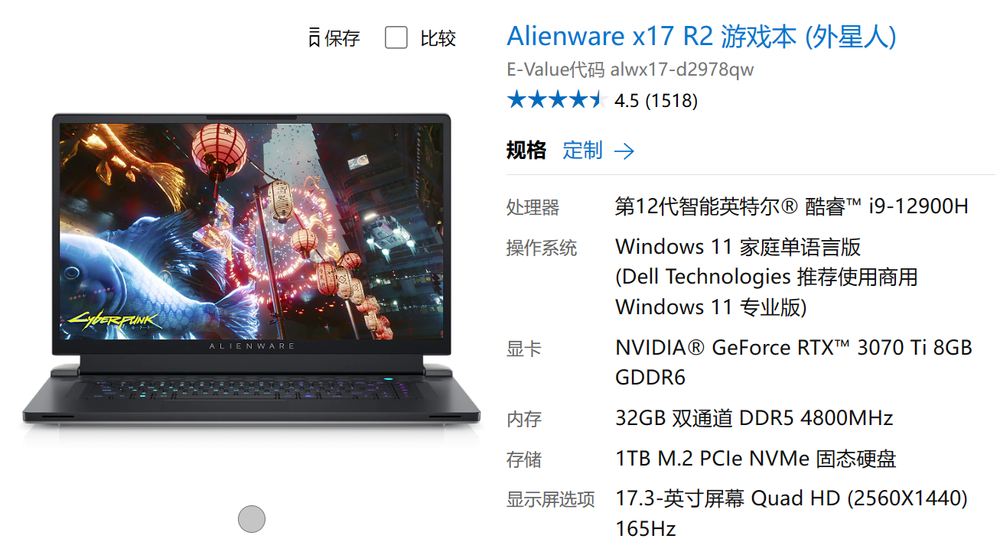 保存 比较
Alienware x17 R2 游戏本 (外星人)
E-Value代码 alwx17-d2978qw
4.5 (1518)
规格 定制
处理器 第12代智能英特尔® 酷睿™ i9-12900H
操作系统 Windows 11 家庭单语言版
(Dell Technologies 推荐使用商用
Windows 11 专业版)
显卡 NVIDIA® GeForce RTX™ 3070 Ti 8GB
GDDR6
内存 32GB 双通道 DDR5 4800MHz
存储 1TB M.2 PCIe NVMe 固态硬盘
显示屏选项 17.3-英寸屏幕 Quad HD (2560X1440)
165Hz
CYBERPUNK
2077
ALIENWARE